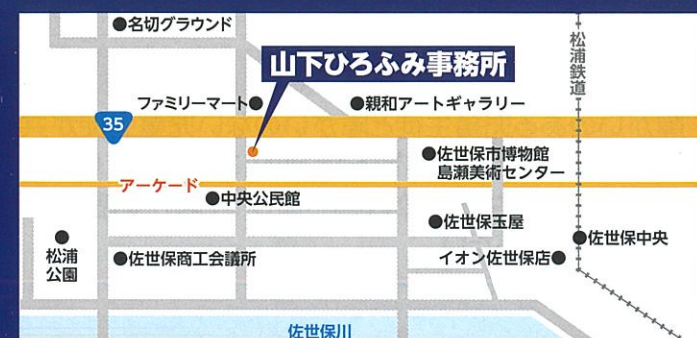 名切グラウンド
山下ひろふみ事務所
松浦鉄道
ファミリーマート
親和アートギャラリー
35
佐世保市博物館
島瀬美術センター
アーケード
中央公民館
佐世保玉屋
佐世保中央
松浦
公園
佐世保商工会議所
イオン佐世保店
佐世保川